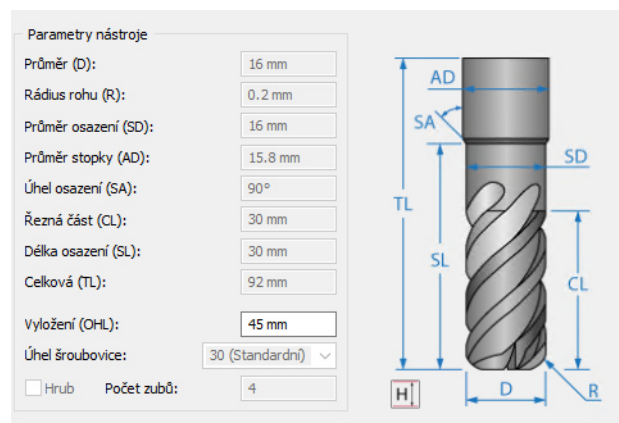 Parametry nástroje
Průměr (D): 16 mm
Rádius rohu (R): 0.2 mm
Průměr osazení (SD): 16 mm
Průměr stopky (AD): 15.8 mm
Úhel osazení (SA): 90°
Řezná část (CL): 30 mm
Délka osazení (SL): 30 mm
Celková (TL): 92 mm
Vyložení (OHL): 45 mm
Úhel šroubovice: 30 (Standardní)
Hrub Počet zubů: 4
AD
SA
SD
TL
SL
CL
H
D
R